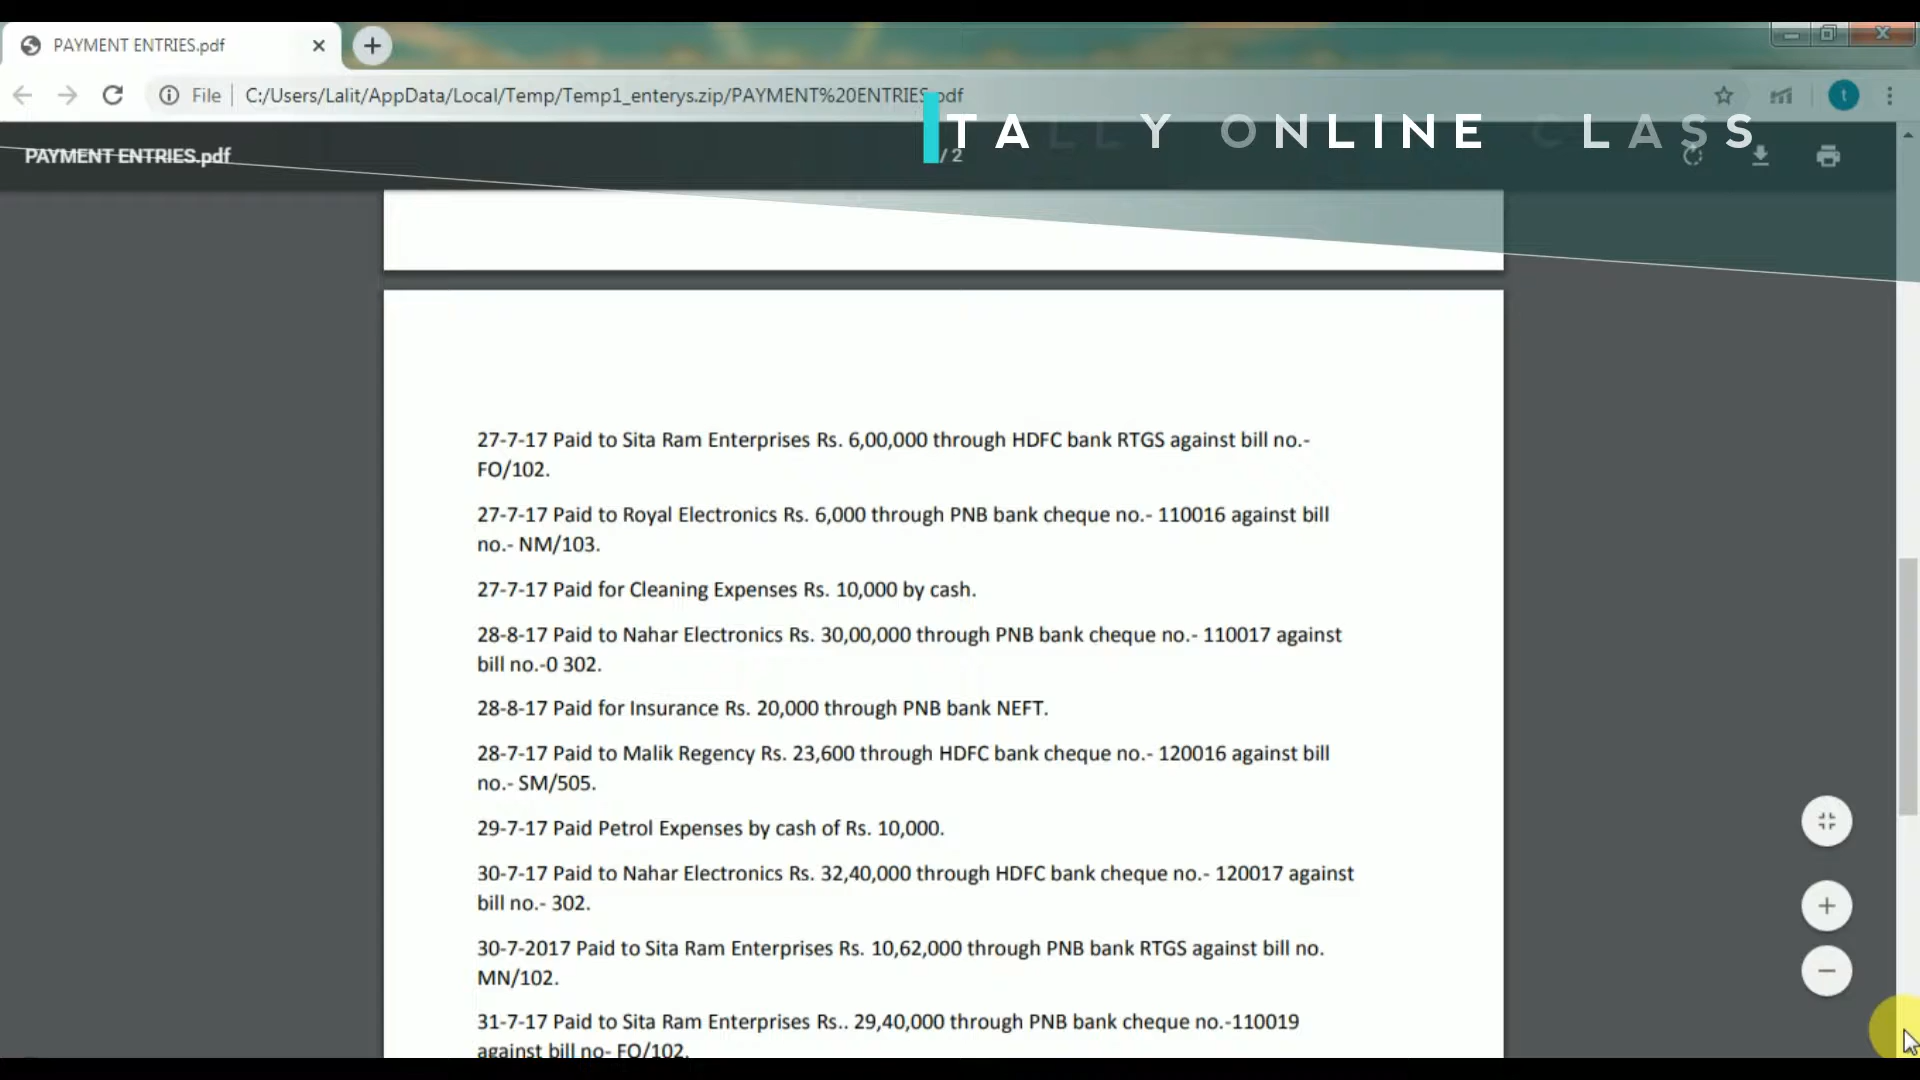 PAYMENT ENTRIES.pdf
File
C:/Users/Lalit/AppData/Local/Temp/Temp1_enterys.zip/PAYMENT%20ENTRIES.pdf
TALLY ONLINE CLASS
PAYMENT ENTRIES.pdf
/ 2
27-7-17 Paid to Sita Ram Enterprises Rs. 6,00,000 through HDFC bank RTGS against bill no.-
FO/102.
27-7-17 Paid to Royal Electronics Rs. 6,000 through PNB bank cheque no.- 110016 against bill
no.- NM/103.
27-7-17 Paid for Cleaning Expenses Rs. 10,000 by cash.
28-8-17 Paid to Nahar Electronics Rs. 30,00,000 through PNB bank cheque no.- 110017 against
bill no.-0 302.
28-8-17 Paid for Insurance Rs. 20,000 through PNB bank NEFT.
28-7-17 Paid to Malik Regency Rs. 23,600 through HDFC bank cheque no.- 120016 against bill
no.- SM/505.
29-7-17 Paid Petrol Expenses by cash of Rs. 10,000.
30-7-17 Paid to Nahar Electronics Rs. 32,40,000 through HDFC bank cheque no.- 120017 against
bill no.- 302.
30-7-2017 Paid to Sita Ram Enterprises Rs. 10,62,000 through PNB bank RTGS against bill no.
MN/102.
31-7-17 Paid to Sita Ram Enterprises Rs.. 29,40,000 through PNB bank cheque no.-110019
against bill no- FO/102.
t